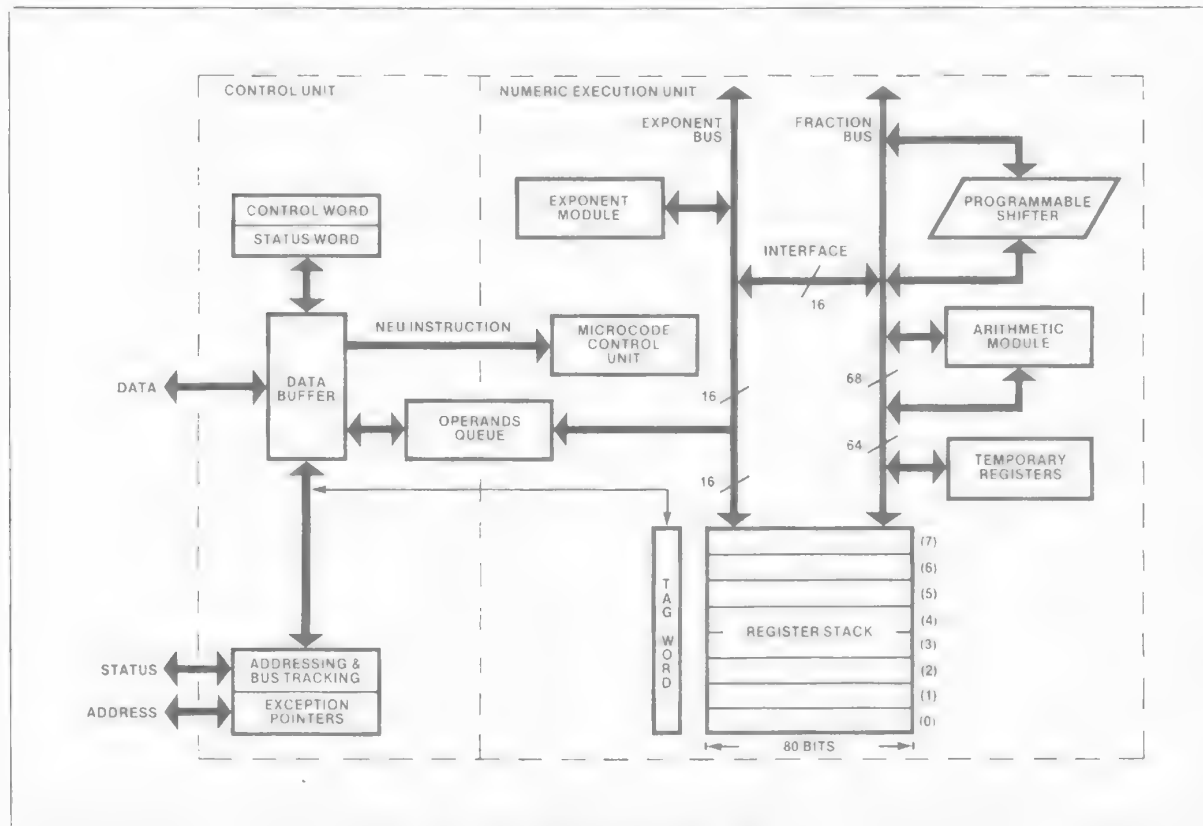 CONTROL UNIT
NUMERIC EXECUTION UNIT
EXPONENT
BUS
FRACTION
BUS
CONTROL WORD
STATUS WORD
EXPONENT
MODULE
PROGRAMMABLE
SHIFTER
INTERFACE
16
NEU INSTRUCTION
MICROCODE
CONTROL
UNIT
ARITHMETIC
MODULE
DATA
DATA
BUFFER
16
68
OPERANDS
QUEUE
64
TEMPORARY
REGISTERS
16
TAG WORD
REGISTER STACK
(7)
(6)
(5)
(4)
(3)
(2)
(1)
(0)
STATUS
ADDRESSING &
BUS TRACKING
ADDRESS
EXCEPTION
POINTERS
80 BITS